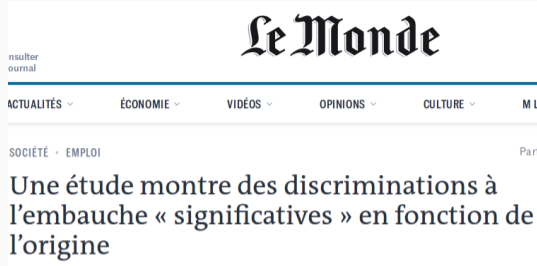 Le Monde
nsulter
ournal
ACTUALITÉS
ÉCONOMIE
VIDÉOS
OPINIONS
CULTURE
M L
SOCIÉTÉ • EMPLOI
Par
Une étude montre des discriminations à
l’embauche « significatives » en fonction de
l’origine